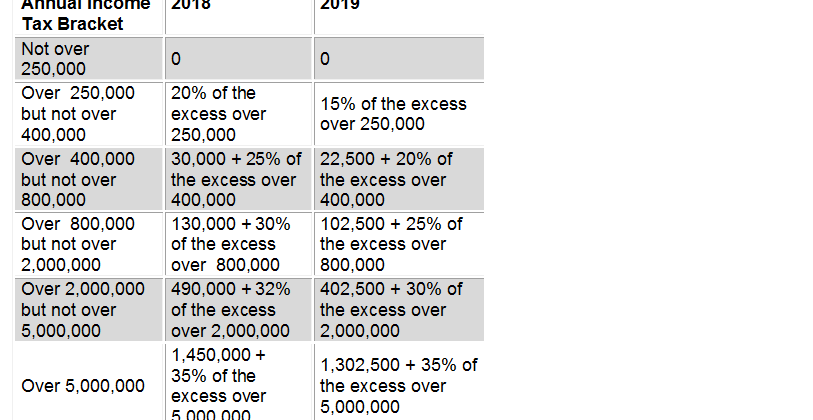 Annual Income
Tax Bracket
2018
2019
Not over
250,000
0
0
Over  250,000
but not over
400,000
20% of the
excess over
250,000
15% of the excess
over 250,000
Over  400,000
but not over
800,000
30,000 + 25% of
the excess over
400,000
22,500 + 20% of
the excess over
400,000
Over  800,000
but not over
2,000,000
130,000 + 30%
of the excess
over  800,000
102,500 + 25% of
the excess over
800,000
Over 2,000,000
but not over
5,000,000
490,000 + 32%
of the excess
over 2,000,000
402,500 + 30% of
the excess over
2,000,000
Over 5,000,000
1,450,000 +
35% of the
excess over
5,000,000
1,302,500 + 35% of
the excess over
5,000,000